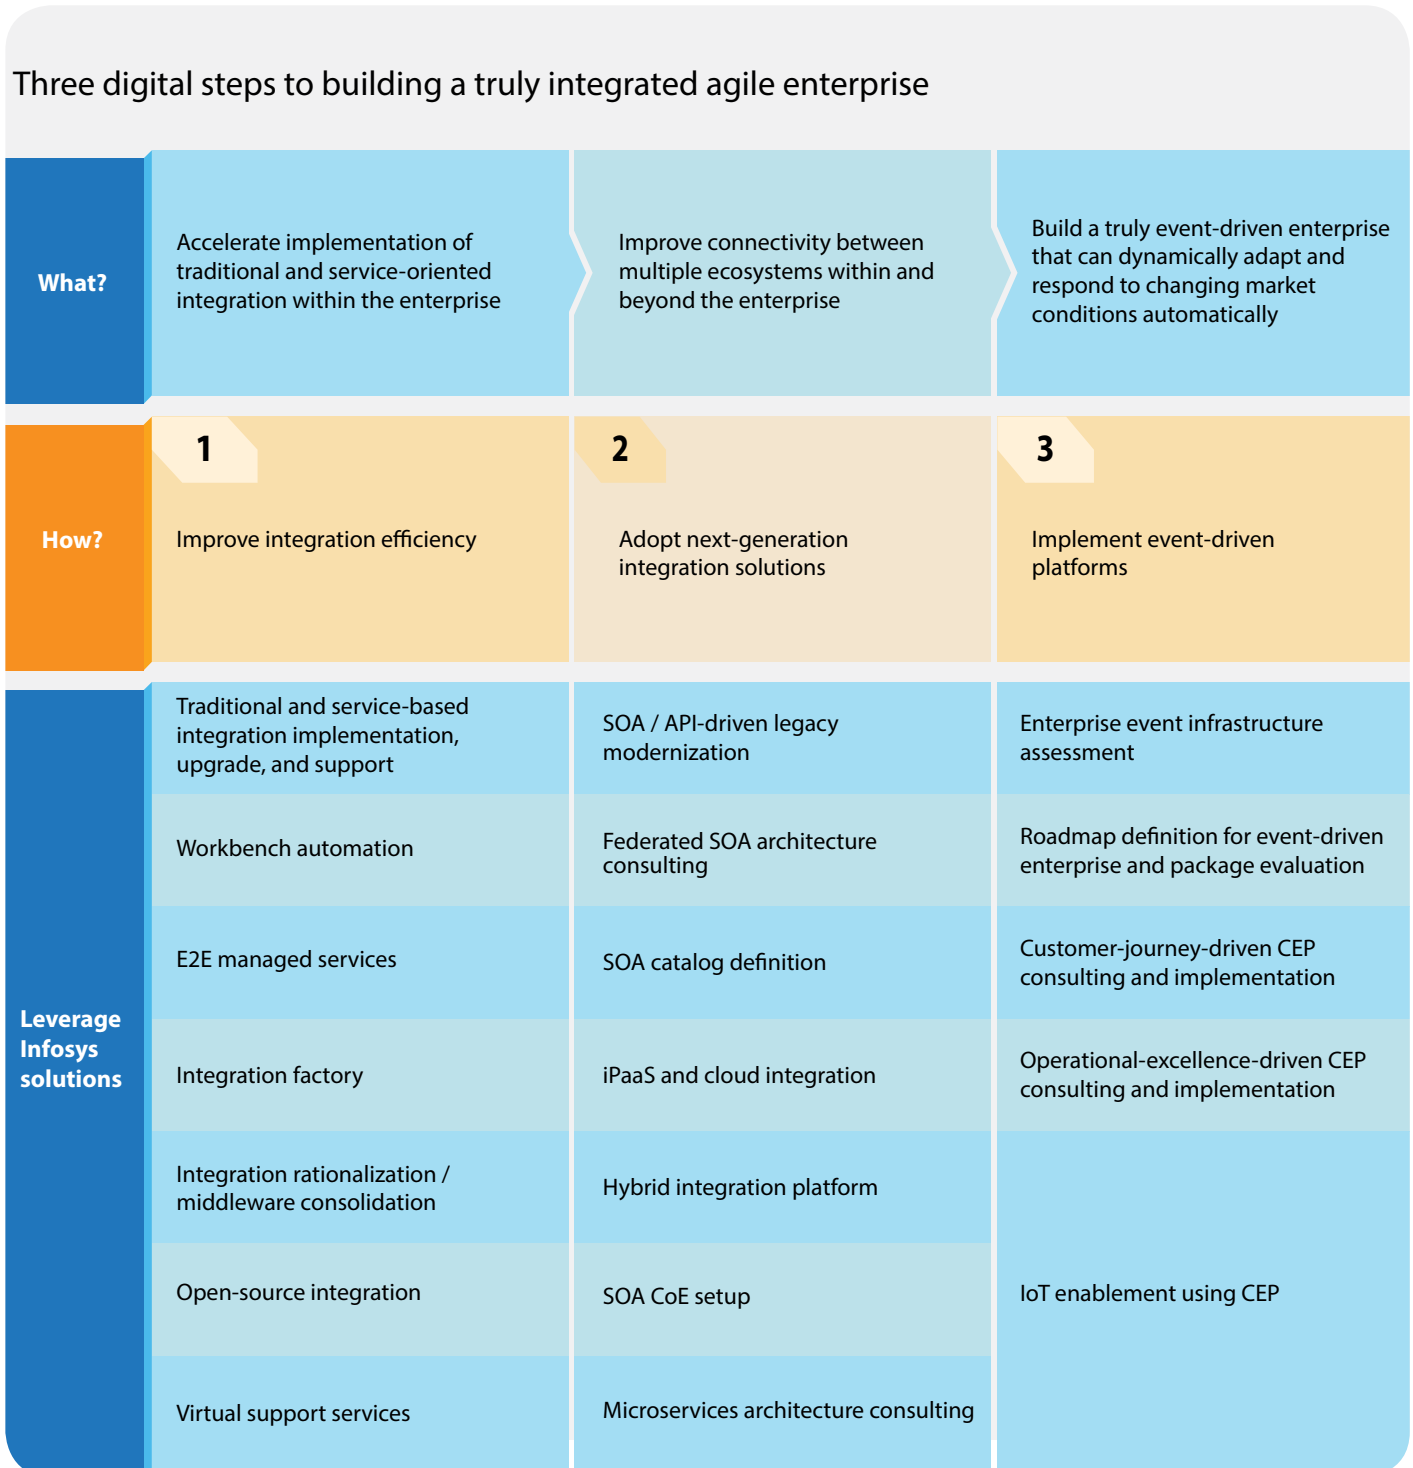 Three digital steps to building a truly integrated agile enterprise
What?
Accelerate implementation of
traditional and service-oriented
integration within the enterprise
Improve connectivity between
multiple ecosystems within and
beyond the enterprise
Build a truly event-driven enterprise
that can dynamically adapt and
respond to changing market
conditions automatically
How?
1
Improve integration efficiency
2
Adopt next-generation
integration solutions
3
Implement event-driven
platforms
Leverage
Infosys
solutions
Traditional and service-based
integration implementation,
upgrade, and support
SOA / API-driven legacy
modernization
Enterprise event infrastructure
assessment
Workbench automation
Federated SOA architecture
consulting
Roadmap definition for event-driven
enterprise and package evaluation
E2E managed services
SOA catalog definition
Customer-journey-driven CEP
consulting and implementation
Integration factory
iPaaS and cloud integration
Operational-excellence-driven CEP
consulting and implementation
Integration rationalization /
middleware consolidation
Hybrid integration platform
Open-source integration
SOA CoE setup
IoT enablement using CEP
Virtual support services
Microservices architecture consulting